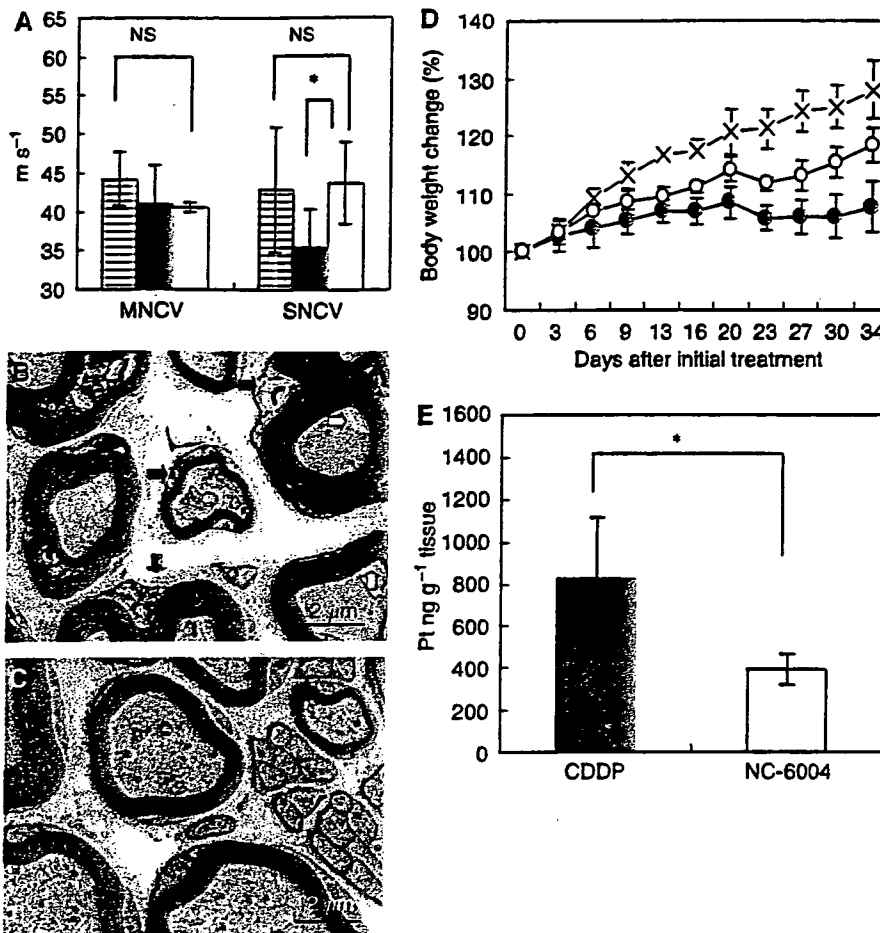 A
65
60
55
50
45
40
35
30
m s⁻¹
NS
NS
*
MNCV
SNCV
B
2 μm
C
2 μm
D
140
130
120
110
100
90
Body weight change (%)
0 3 6 9 13 16 20 23 27 30 34
Days after initial treatment
E
1600
1400
1200
1000
800
600
400
200
0
Pt ng g⁻¹ tissue
*
CDDP
NC-6004